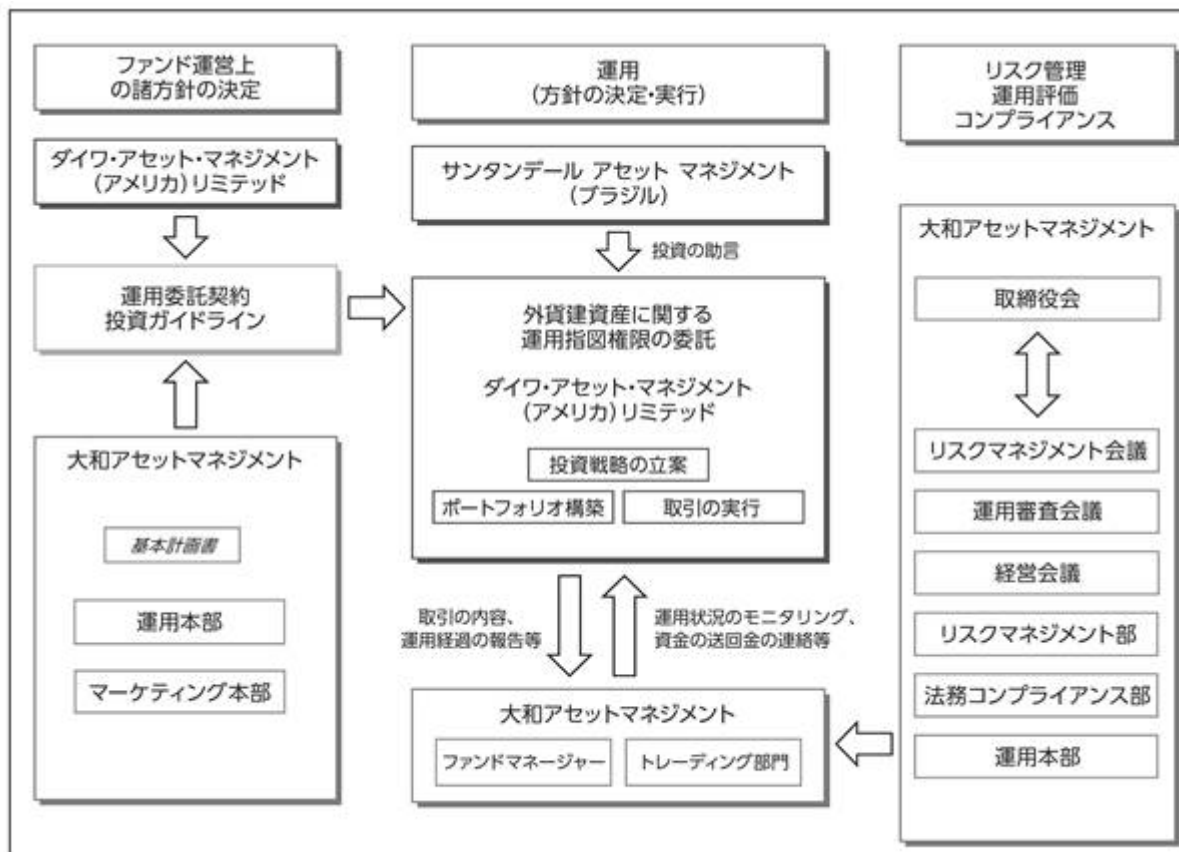 ファンド運営上
の諸方針の決定
ダイワ・アセット・マネジメント
(アメリカ)リミテッド
運用委託契約
投資ガイドライン
大和アセットマネジメント
基本計画書
運用本部
マーケティング本部
運用
(方針の決定・実行)
サンタンデール アセット マネジメント
(ブラジル)
投資の助言
外貨建資産に関する
運用指図権限の委託
ダイワ・アセット・マネジメント
(アメリカ)リミテッド
投資戦略の立案
ポートフォリオ構築
取引の実行
取引の内容、
運用経過の報告等
運用状況のモニタリング、
資金の送回金の連絡等
大和アセットマネジメント
ファンドマネージャー
トレーディング部門
リスク管理
運用評価
コンプライアンス
大和アセットマネジメント
取締役会
リスクマネジメント会議
運用審査会議
経営会議
リスクマネジメント部
法務コンプライアンス部
運用本部